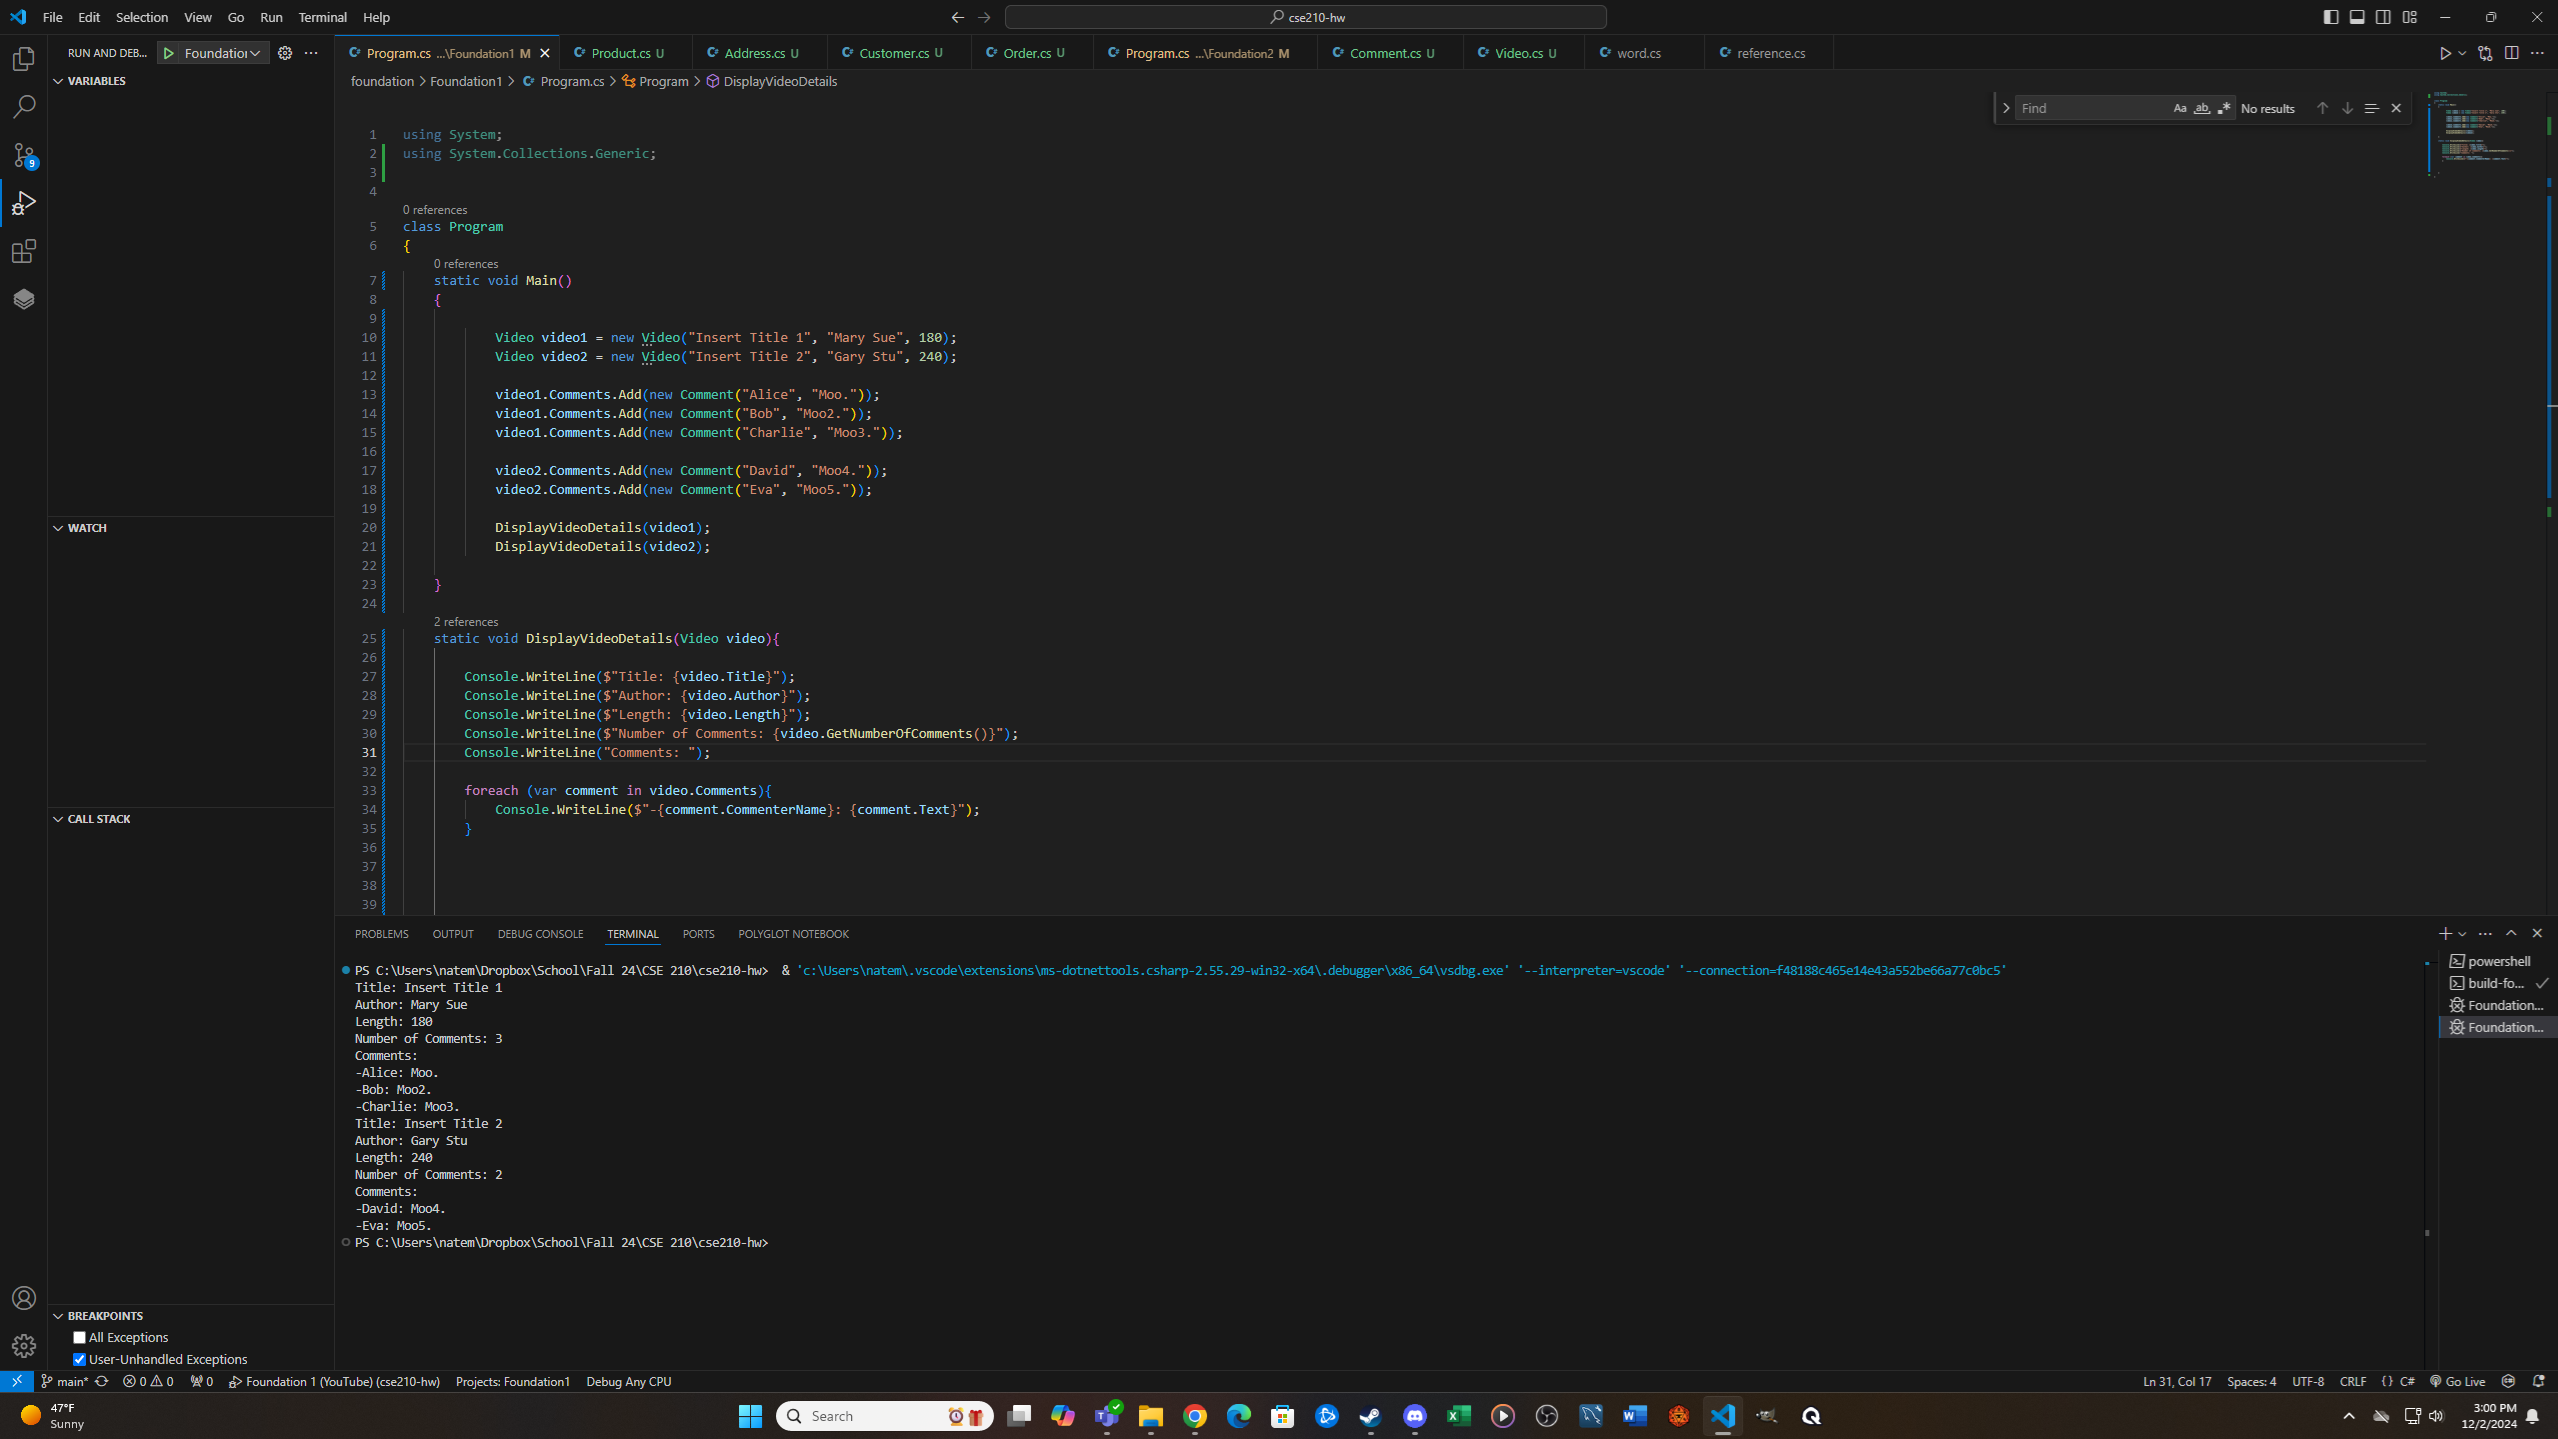 File Edit Selection View Go Run Terminal Help
cse210-hw
RUN AND DEB...
VARIABLES
WATCH
CALL STACK
BREAKPOINTS
All Exceptions
User-Unhandled Exceptions
9
Program.cs ...\Foundation1 M
Product.cs U
Address.cs U
Customer.cs U
Order.cs U
Program.cs ...\Foundation2 M
Comment.cs U
Video.cs U
word.cs
reference.cs
foundation > Foundation1 > Program.cs > Program > DisplayVideoDetails
Find
Aa
ab
No results
1 using System;
2 using System.Collections.Generic;
3
4
0 references
5 class Program
6 {
0 references
7 static void Main()
8 {
9
10 Video video1 = new Video("Insert Title 1", "Mary Sue", 180);
11 Video video2 = new Video("Insert Title 2", "Gary Stu", 240);
12
13 video1.Comments.Add(new Comment("Alice", "Moo."));
14 video1.Comments.Add(new Comment("Bob", "Moo2."));
15 video1.Comments.Add(new Comment("Charlie", "Moo3."));
16
17 video2.Comments.Add(new Comment("David", "Moo4."));
18 video2.Comments.Add(new Comment("Eva", "Moo5."));
19
20 DisplayVideoDetails(video1);
21 DisplayVideoDetails(video2);
22
23 }
24
2 references
25 static void DisplayVideoDetails(Video video){
26
27 Console.WriteLine($"Title: {video.Title}");
28 Console.WriteLine($"Author: {video.Author}");
29 Console.WriteLine($"Length: {video.Length}");
30 Console.WriteLine($"Number of Comments: {video.GetNumberOfComments()}");
31 Console.WriteLine("Comments: ");
32
33 foreach (var comment in video.Comments){
34 Console.WriteLine($"-{comment.CommenterName}: {comment.Text}");
35 }
36
37
38
39
PROBLEMS OUTPUT DEBUG CONSOLE TERMINAL PORTS POLYGLOT NOTEBOOK
PS C:\Users\natem\Dropbox\School\Fall 24\CSE 210\cse210-hw> & 'c:\Users\natem\.vscode\extensions\ms-dotnettools.csharp-2.55.29-win32-x64\.debugger\x86_64\vsdbg.exe' '--interpreter=vscode' '--connection=f48188c465e14e43a552be66a77c0bc5'
Title: Insert Title 1
Author: Mary Sue
Length: 180
Number of Comments: 3
Comments:
-Alice: Moo.
-Bob: Moo2.
-Charlie: Moo3.
Title: Insert Title 2
Author: Gary Stu
Length: 240
Number of Comments: 2
Comments:
-David: Moo4.
-Eva: Moo5.
PS C:\Users\natem\Dropbox\School\Fall 24\CSE 210\cse210-hw>
powershell
build-fo...
Foundation...
Foundation...
main* 0 0 0 Foundation 1 (YouTube) (cse210-hw) Projects: Foundation1 Debug Any CPU
Ln 31, Col 17 Spaces: 4 UTF-8 CRLF {} C# Go Live
47°F
Sunny
Search
3:00 PM
12/2/2024